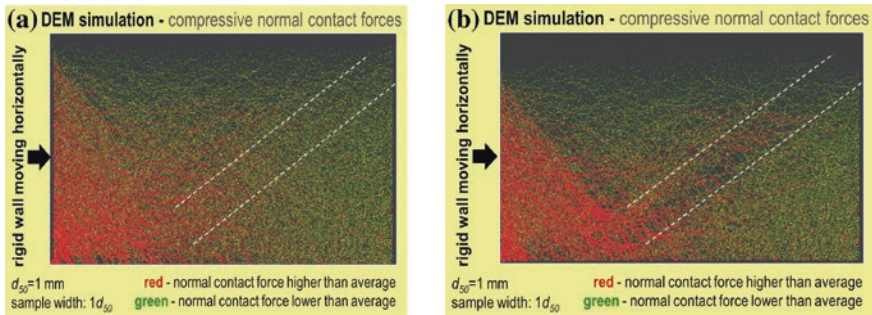 (a) DEM simulation - compressive normal contact forces
rigid wall moving horizontally
d50=1 mm
red - normal contact force higher than average
sample width: 1d50
green - normal contact force lower than average
(b) DEM simulation - compressive normal contact forces
rigid wall moving horizontally
d50=1 mm
red - normal contact force higher than average
sample width: 1d50
green - normal contact force lower than average